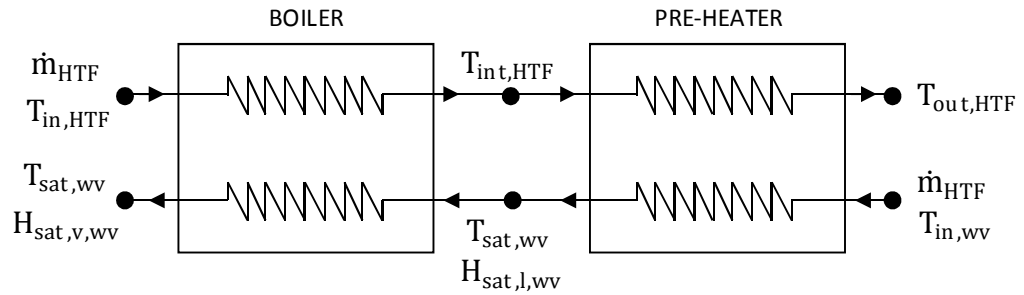 BOILER
PRE-HEATER
ṁHTF
Tin,HTF
Tint,HTF
Tout,HTF
Tsat,wv
Hsat,v,wv
Tsat,wv
Hsat,l,wv
ṁHTF
Tin,wv